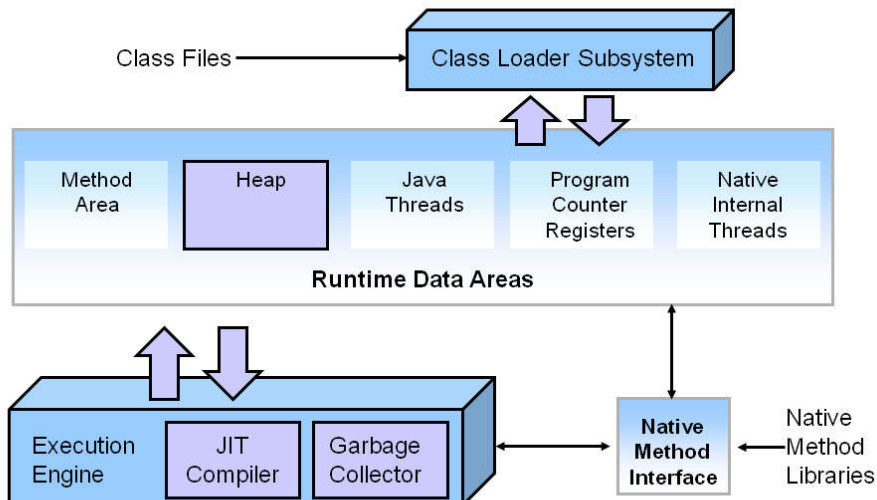 Class Files
Class Loader Subsystem
Method
Area
Heap
Java
Threads
Program
Counter
Registers
Native
Internal
Threads
Runtime Data Areas
Execution
Engine
JIT
Compiler
Garbage
Collector
Native
Method
Interface
Native
Method
Libraries